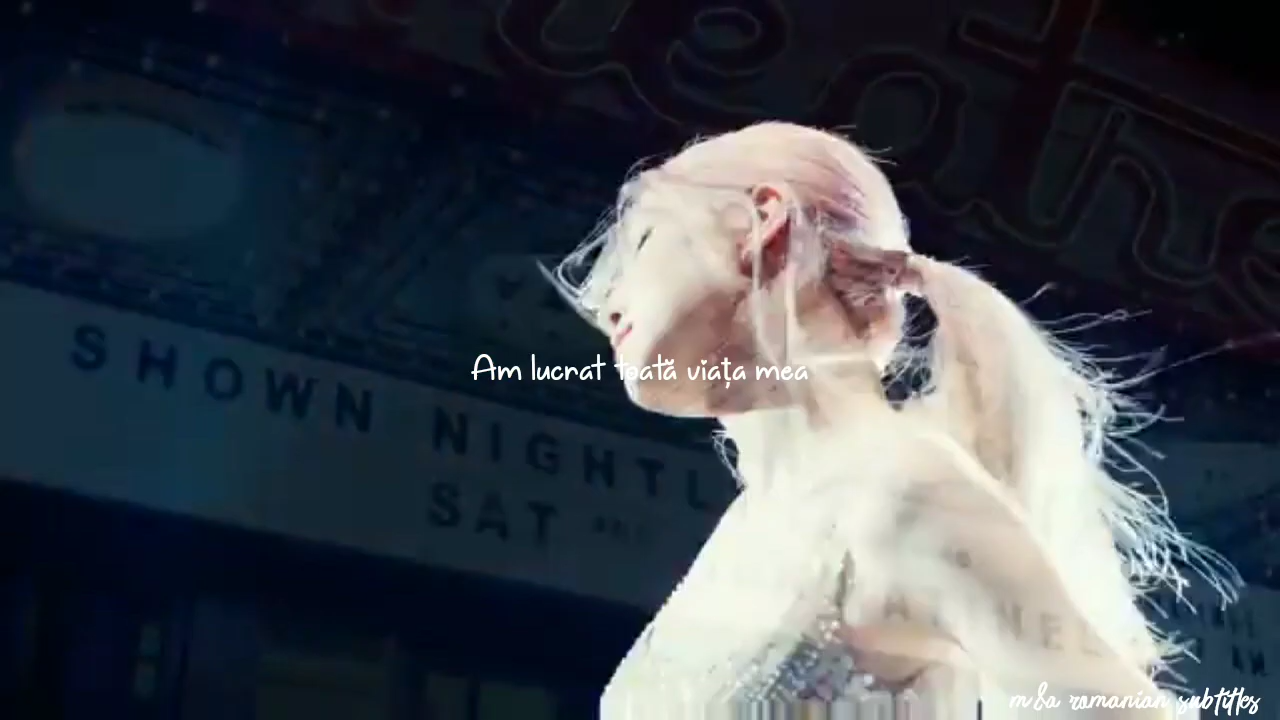 SHOWN NIGHTL
SAT
Am lucrat toată viața mea
m&a romanian subtitles